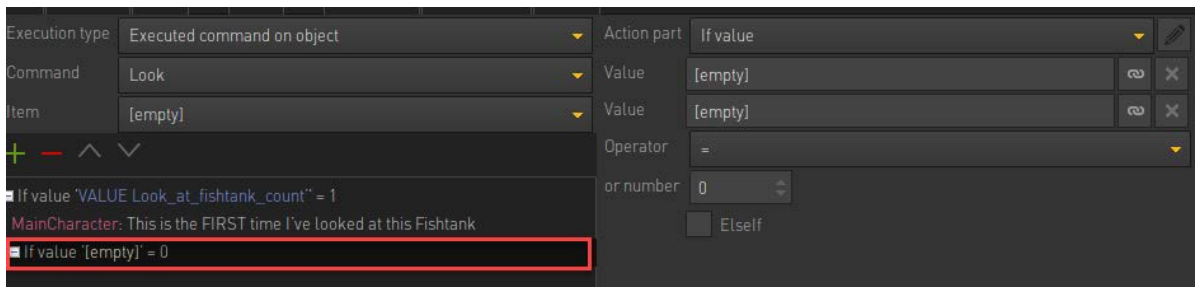 Execution type Executed command on object
Command Look
Item [empty]
If value 'VALUE Look_at_fishtank_count'' = 1
MainCharacter: This is the FIRST time I've looked at this Fishtank
If value '[empty]' = 0
Action part If value
Value [empty]
Value [empty]
Operator =
or number 0
ElseIf